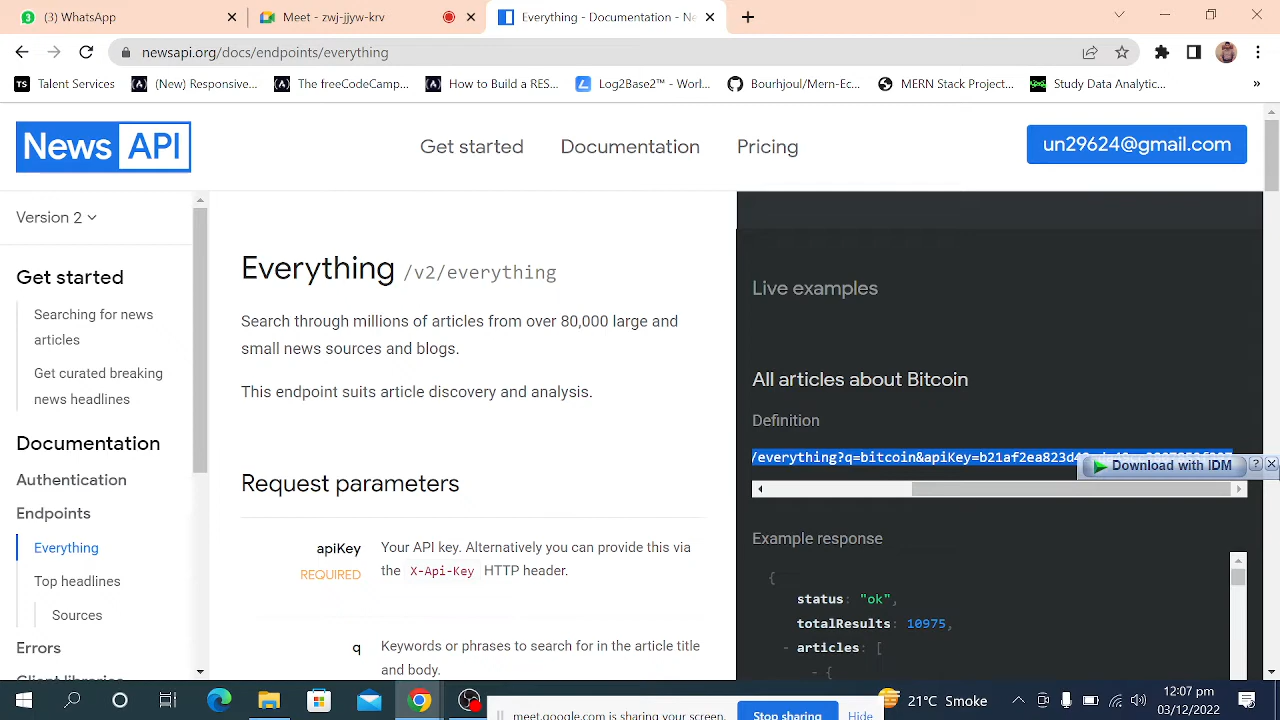 (3) WhatsApp
Meet - zwj-jjyw-krv
Everything - Documentation - Ne
newsapi.org/docs/endpoints/everything
TS Talent Services
(New) Responsive...
The freeCodeCamp...
How to Build a RES...
Log2Base2™ - Worl...
Bourhjoul/Mern-Ec...
MERN Stack Project...
Study Data Analytic...
»
News API
Get started
Documentation
Pricing
un29624@gmail.com
Version 2
Get started
Searching for news
articles
Get curated breaking
news headlines
Documentation
Authentication
Endpoints
Everything
Top headlines
Sources
Errors
Everything /v2/everything
Search through millions of articles from over 80,000 large and
small news sources and blogs.
This endpoint suits article discovery and analysis.
Request parameters
apiKey
REQUIRED
Your API key. Alternatively you can provide this via
the X-Api-Key HTTP header.
q
Keywords or phrases to search for in the article title
and body.
Live examples
All articles about Bitcoin
Definition
/everything?q=bitcoin&apiKey=b21af2ea823d4
Download with IDM
?
Example response
{
status: "ok",
totalResults: 10975,
- articles: [
- {
meet.google.com is sharing your screen.
Stop sharing
Hide
21°C Smoke
12:07 pm
03/12/2022